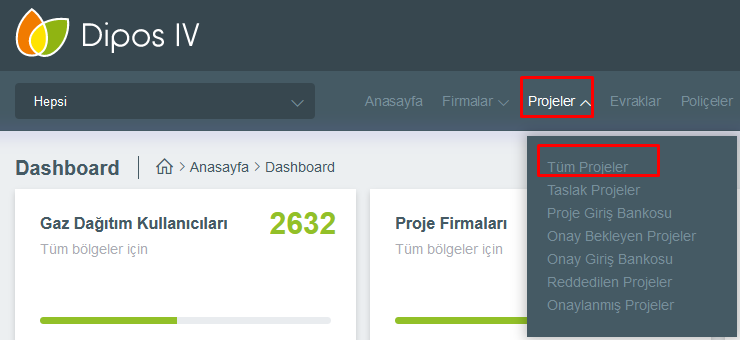 Dipos IV
Hepsi
Anasayfa Firmalar Projeler Evraklar Poliçeler
Tüm Projeler
Taslak Projeler
Proje Giriş Bankosu
Onay Bekleyen Projeler
Onay Giriş Bankosu
Reddedilen Projeler
Onaylanmış Projeler
Dashboard Anasayfa > Dashboard
Gaz Dağıtım Kullanıcıları 2632
Tüm bölgeler için
Proje Firmaları
Tüm bölgeler için